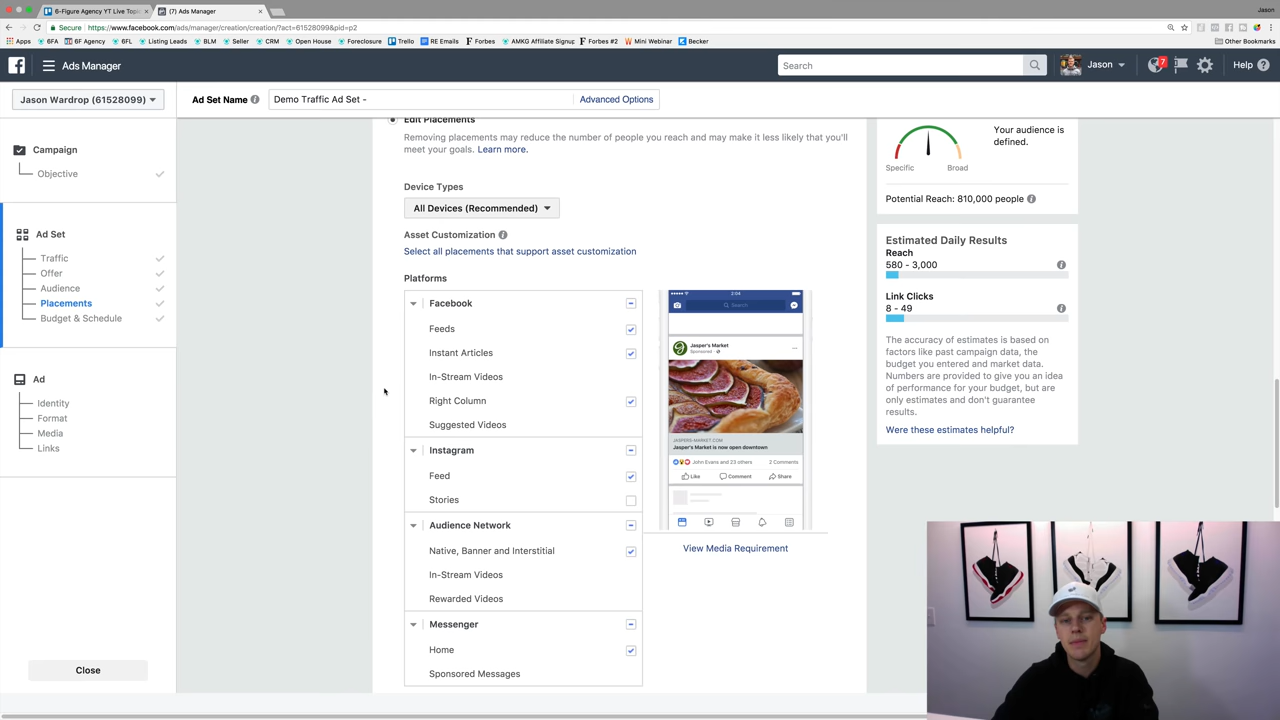 Jason
6-Figure Agency YT Live Topi
(7) Ads Manager
Secure
https://www.facebook.com/ads/manager/creation/creation/?act=61528099&pid=p2
Apps
6FA
6F Agency
6FL
Listing Leads
BLM
Seller
CRM
Open House
Foreclosure
Trello
RE Emails
Forbes
AMKG Affiliate Signup
Forbes #2
Mini Webinar
Becker
Other Bookmarks
Ads Manager
Search
Jason
7
Help
Jason Wardrop (61528099)
Ad Set Name
Demo Traffic Ad Set -
Advanced Options
Campaign
Objective
Ad Set
Traffic
Offer
Audience
Placements
Budget & Schedule
Ad
Identity
Format
Media
Links
Close
Edit Placements
Removing placements may reduce the number of people you reach and may make it less likely that you'll
meet your goals. Learn more.
Device Types
All Devices (Recommended)
Asset Customization
Select all placements that support asset customization
Platforms
Facebook
Feeds
Instant Articles
In-Stream Videos
Right Column
Suggested Videos
Instagram
Feed
Stories
Audience Network
Native, Banner and Interstitial
In-Stream Videos
Rewarded Videos
Messenger
Home
Sponsored Messages
2:04
Search
Jasper's Market
Sponsored
JASPERS-MARKET.COM
Jasper's Market is now open downtown
John Evans and 23 others
2 Comments
Like
Comment
Share
View Media Requirement
Specific
Broad
Your audience is
defined.
Potential Reach: 810,000 people
Estimated Daily Results
Reach
580 - 3,000
Link Clicks
8 - 49
The accuracy of estimates is based on
factors like past campaign data, the
budget you entered and market data.
Numbers are provided to give you an idea
of performance for your budget, but are
only estimates and don't guarantee
results.
Were these estimates helpful?